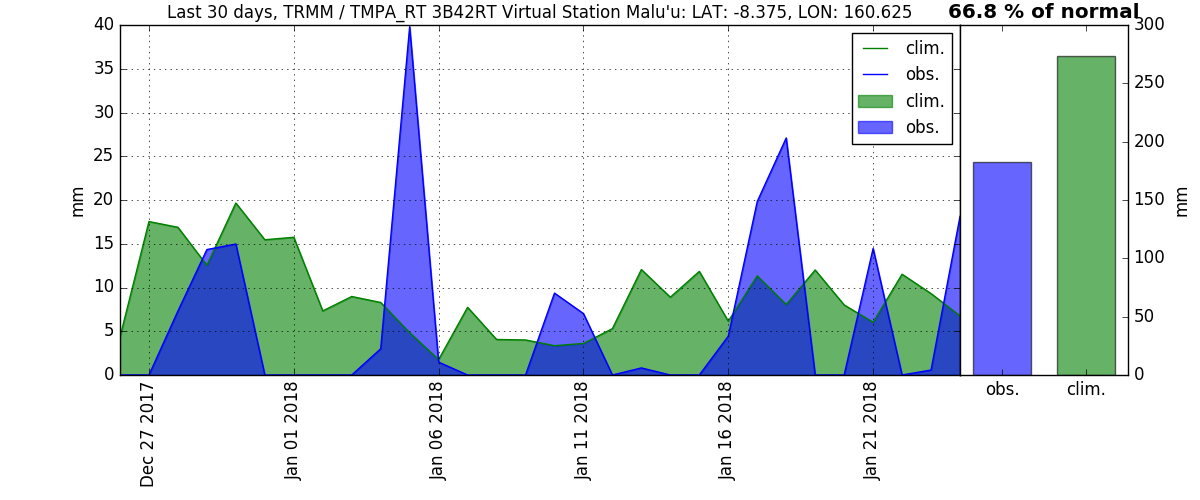 Last 30 days, TRMM / TMPA_RT 3B42RT Virtual Station Malu'u: LAT: -8.375, LON: 160.625
66.8 % of normal
40
35
30
25
20
15
10
5
0
mm
clim.
obs.
clim.
obs.
Dec 27 2017
Jan 01 2018
Jan 06 2018
Jan 11 2018
Jan 16 2018
Jan 21 2018
300
250
200
150
100
50
0
mm
obs.
clim.